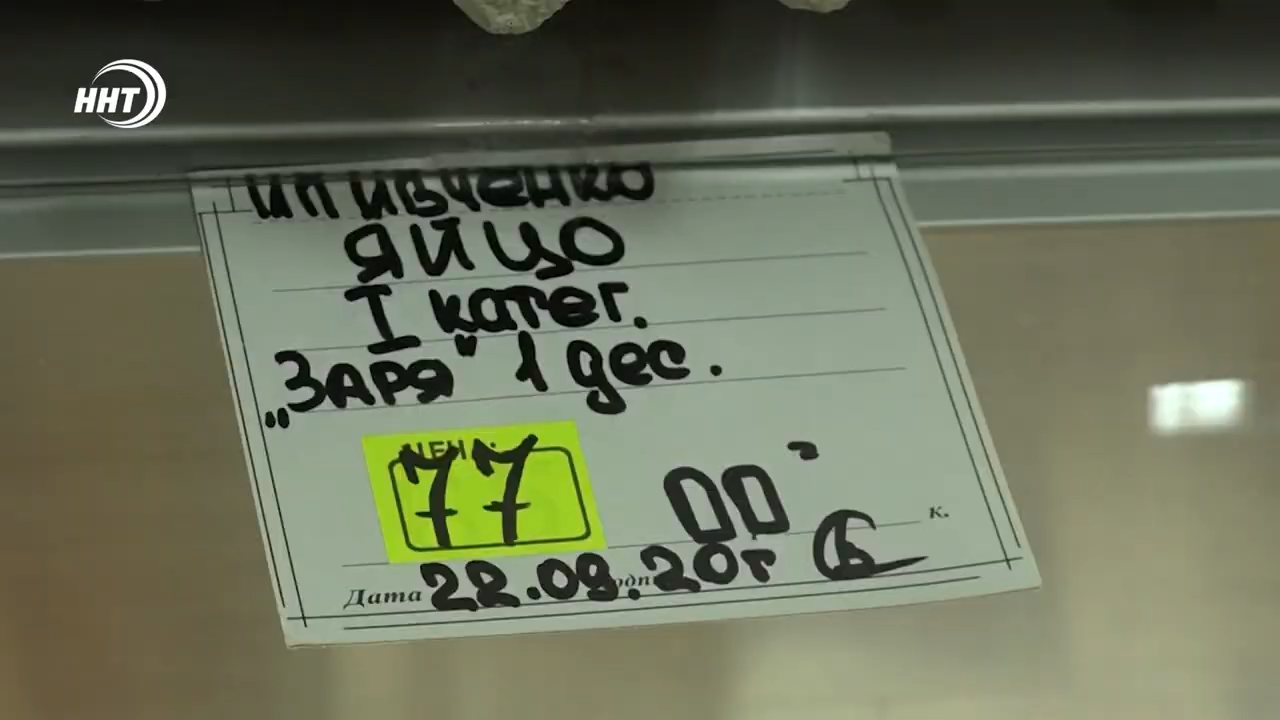 ННТ
ИП ИВЧЕНКО
ЯЙЦО
I катег.
„ЗАРЯ" 1 дес.
ЦЕНА:
77 00
к.
Дата 22.09.20г